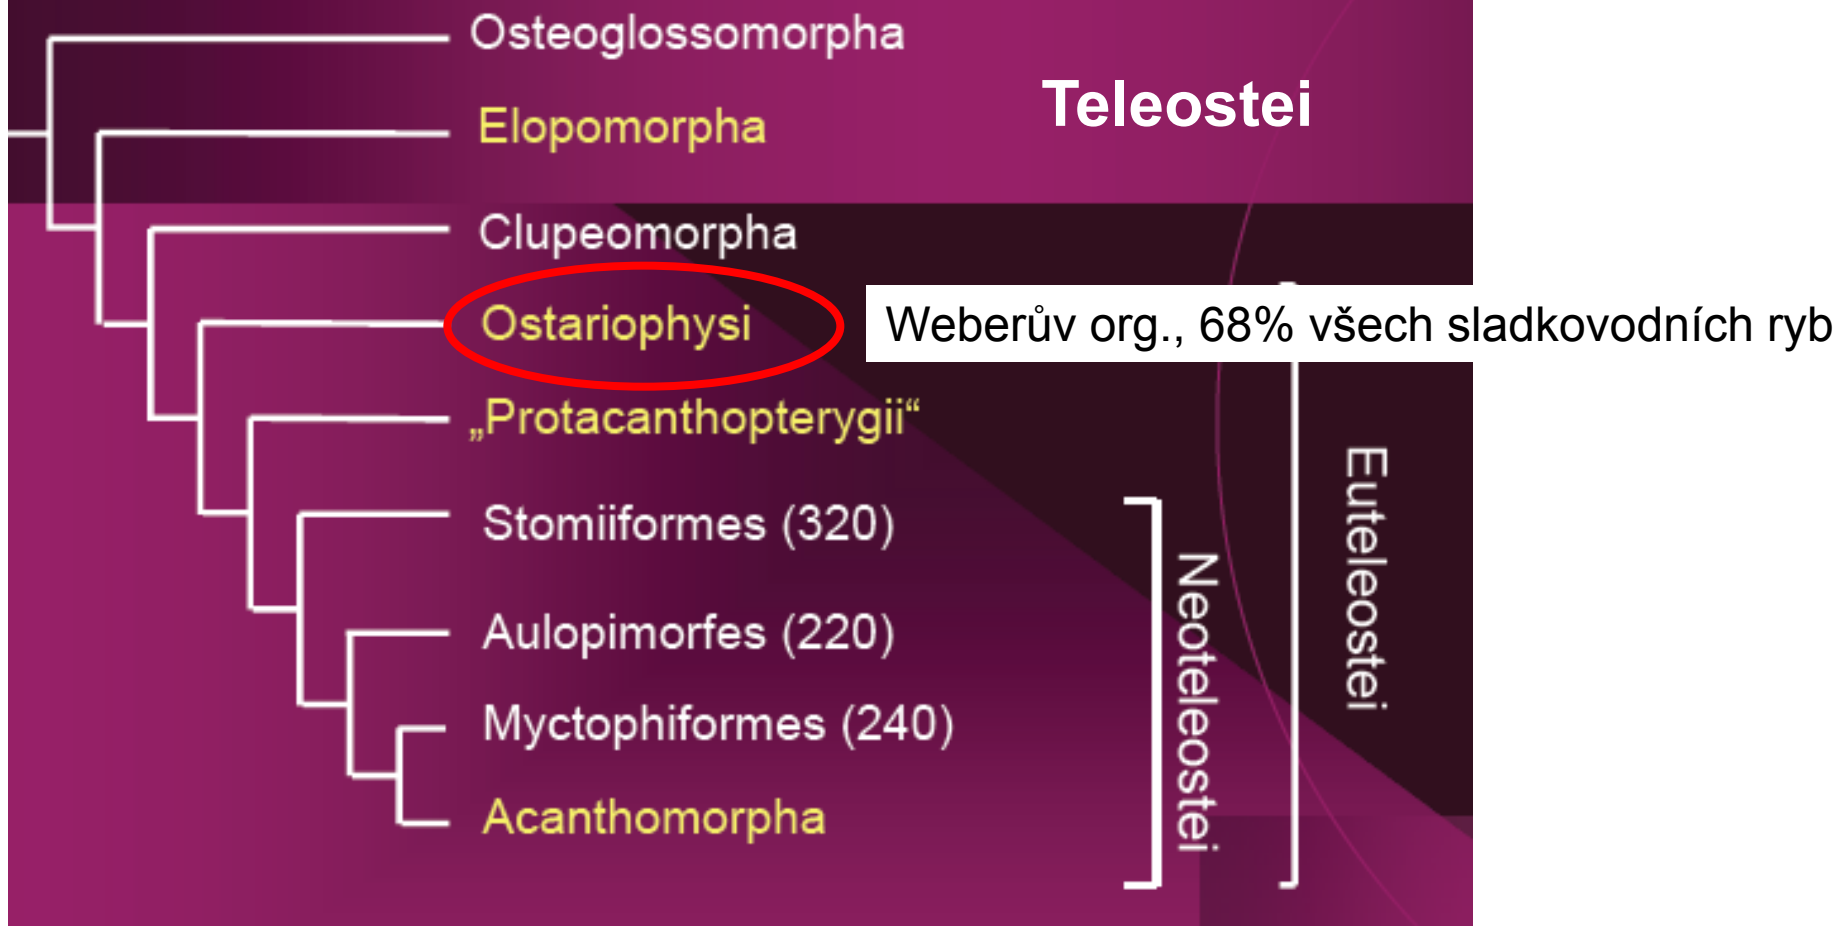 Osteoglossomorpha
Teleostei
Elopomorpha
Clupeomorpha
Ostariophysi
Weberův org., 68% všech sladkovodních ryb
„Protacanthopterygii“
Stomiiformes (320)
Aulopimorfes (220)
Myctophiformes (240)
Acanthomorpha
Neoteleostei
Euteleostei